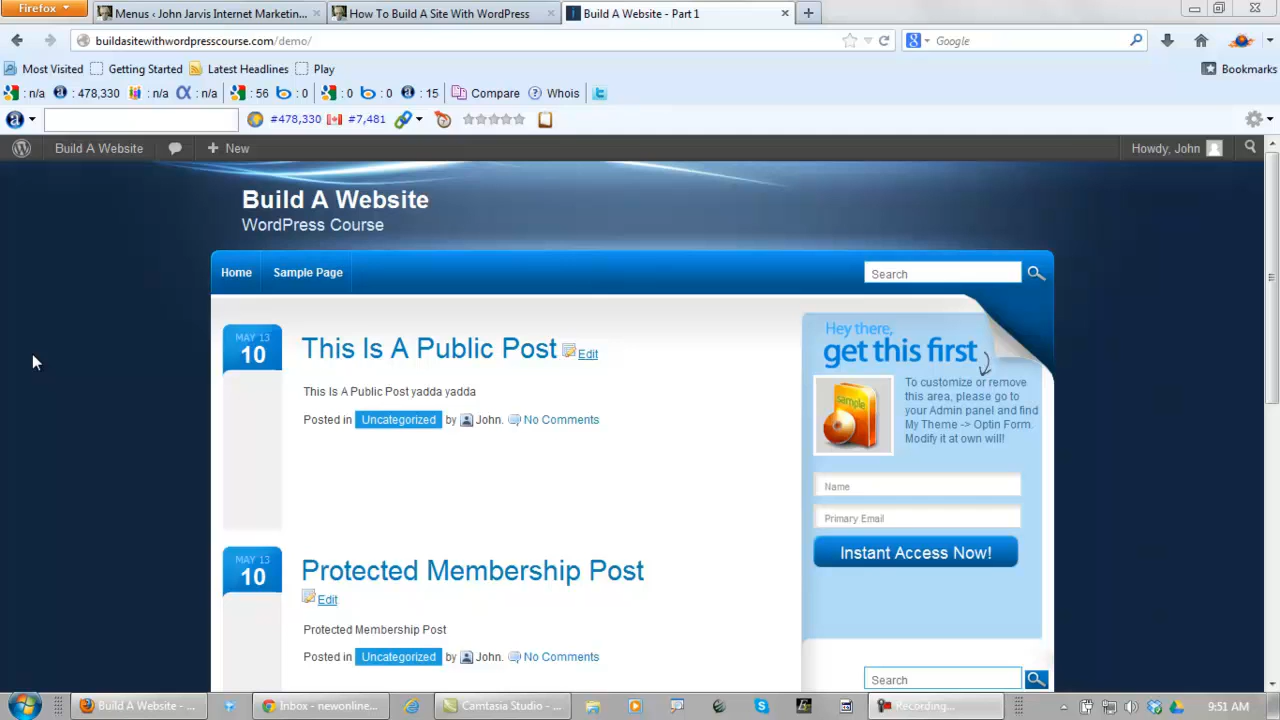 Firefox
Menus ‹ John Jarvis Internet Marketin...
How To Build A Site With WordPress
Build A Website - Part 1
buildasitewithwordpresscourse.com/demo/
Google
Most Visited
Getting Started
Latest Headlines
Play
Bookmarks
: n/a
: 478,330
: n/a
: n/a
: 56
: 0
: 0
: 0
: 15
Compare
Whois
#478,330
#7,481
Build A Website
New
Howdy, John
Build A Website
WordPress Course
Home
Sample Page
Search
MAY 13
10
This Is A Public Post
Edit
This Is A Public Post yadda yadda
Posted in Uncategorized by John. No Comments
Hey there,
get this first
sample
To customize or remove
this area, please go to
your Admin panel and find
My Theme -> Optin Form.
Modify it at own will!
Name
Primary Email
Instant Access Now!
MAY 13
10
Protected Membership Post
Edit
Protected Membership Post
Posted in Uncategorized by John. No Comments
Search
Build A Website - ...
Inbox - newonline...
Camtasia Studio - ...
Recording...
9:51 AM